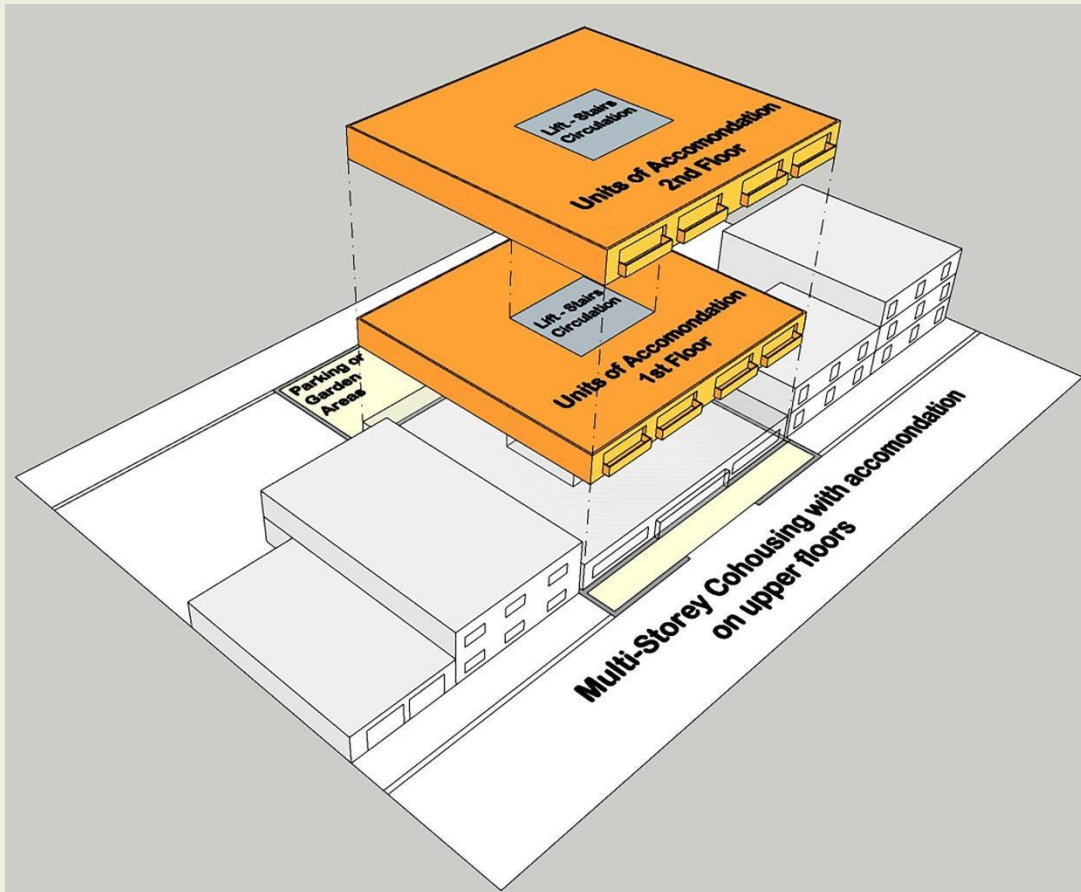 Lift - Stairs
Circulation
Units of Accomondation
2nd Floor
Lift - Stairs
Circulation
Units of Accomondation
1st Floor
Parking or
Garden
Areas
Multi-Storey Cohousing with accomondation
on upper floors